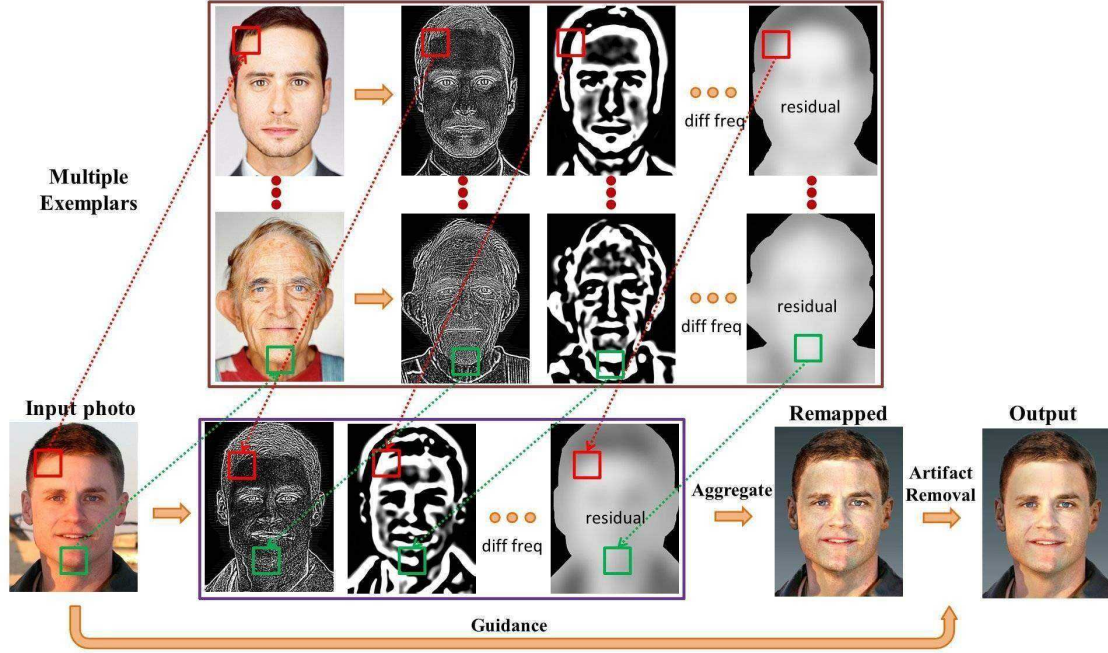 diff freq
residual
Multiple
Exemplars
diff freq
residual
Input photo
Remapped
Output
diff freq
residual
Aggregate
Artifact
Removal
Guidance